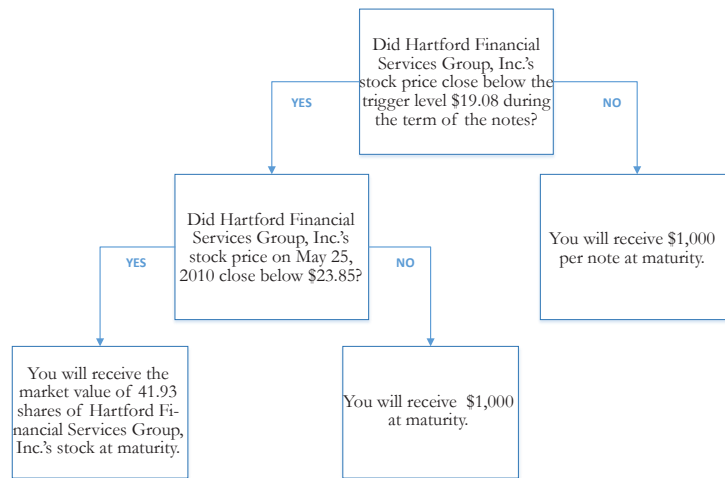 Did Hartford Financial
Services Group, Inc.'s
stock price close below the
trigger level $19.08 during
the term of the notes?
YES
NO
Did Hartford Financial
Services Group, Inc.'s
stock price on May 25,
2010 close below $23.85?
You will receive $1,000
per note at maturity.
YES
NO
You will receive the
market value of 41.93
shares of Hartford Fi-
nancial Services Group,
Inc.'s stock at maturity.
You will receive $1,000
at maturity.